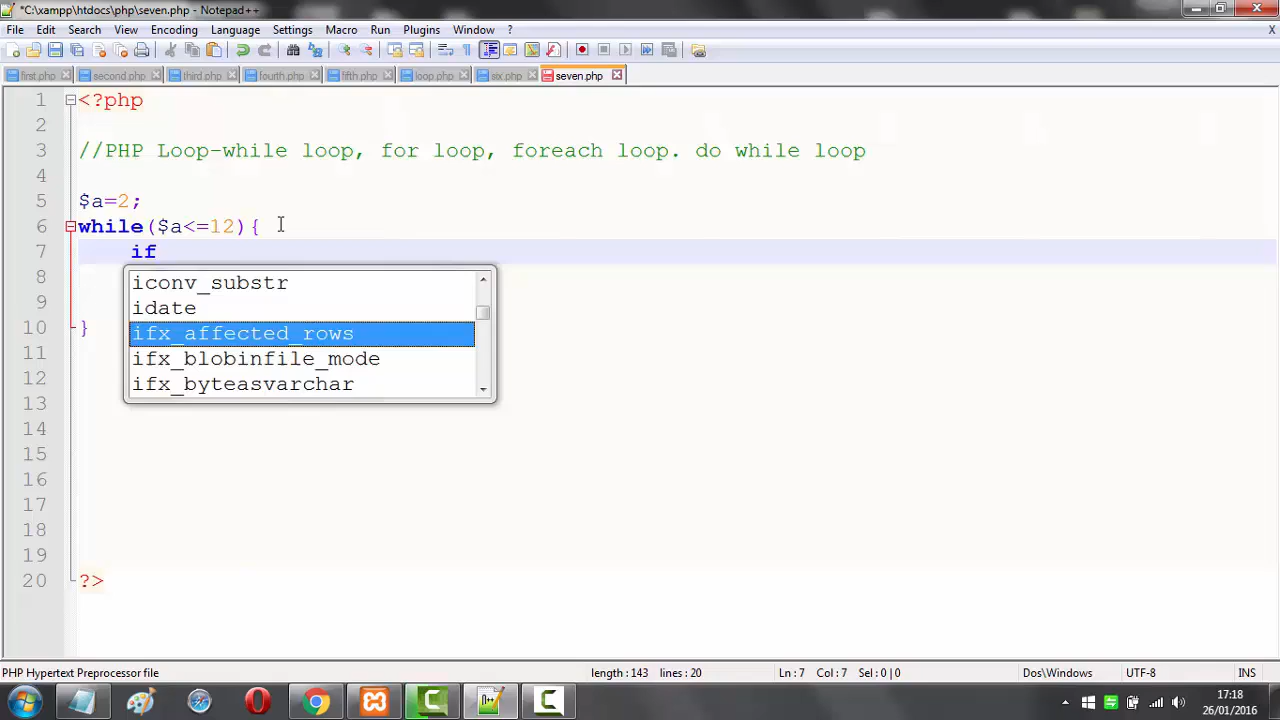 *C:\xampp\htdocs\php\seven.php - Notepad++
File Edit Search View Encoding Language Settings Macro Run Plugins Window ? X
first.php second.php third.php fourth.php fifth.php loop.php six.php seven.php
1 <?php
2
3 //PHP Loop-while loop, for loop, foreach loop. do while loop
4
5 $a=2;
6 while($a<=12){
7 if
8 iconv_substr
idate
9 ifx_affected_rows
10 } ifx_blobinfile_mode
11 ifx_byteasvarchar
12
13
14
15
16
17
18
19
20 ?>
PHP Hypertext Preprocessor file length : 143 lines : 20 Ln : 7 Col : 7 Sel : 0 | 0 Dos\Windows UTF-8 INS
17:18
26/01/2016